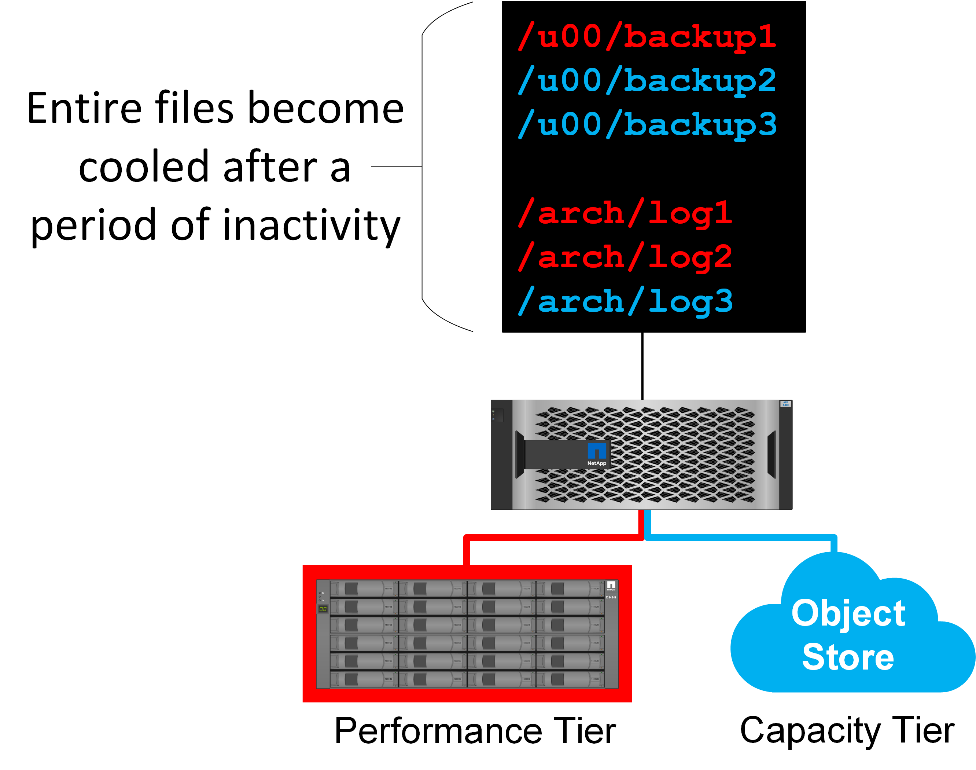 Entire files become
cooled after a
period of inactivity
/u00/backup1
/u00/backup2
/u00/backup3
/arch/log1
/arch/log2
/arch/log3
NetApp
Object
Store
Performance Tier
Capacity Tier